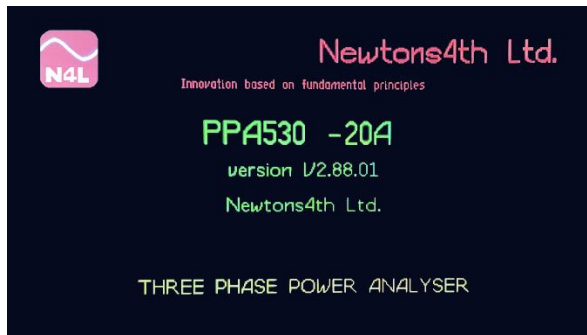 N4L
Newtons4th Ltd.
Innovation based on fundamental principles
PPA530 -20A
version V2.88.01
Newtons4th Ltd.
THREE PHASE POWER ANALYSER